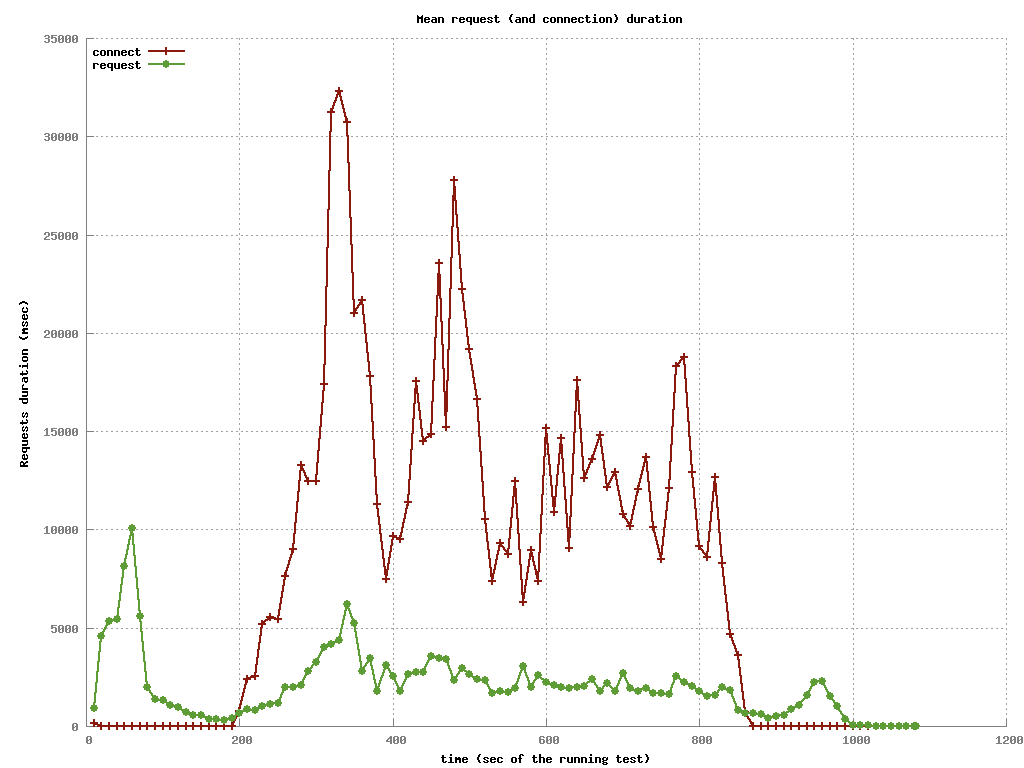 Mean request (and connection) duration
35000
connect
request
30000
25000
20000
15000
10000
5000
0
Requests duration (msec)
0 200 400 600 800 1000 1200
time (sec of the running test)